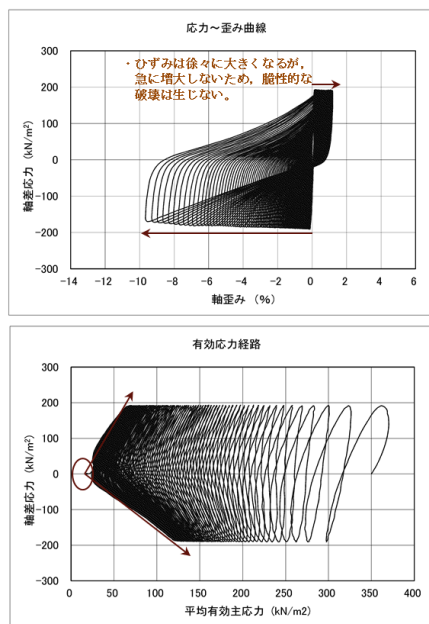 応力～歪み曲線
・ひずみは徐々に大きくなるが,
急に増大しないため, 脆性的な
破壊は生じない。
軸差応力 (kN/m²)
300
200
100
0
-100
-200
-300
-14 -12 -10 -8 -6 -4 -2 0 2 4 6
軸歪み (%)
有効応力経路
軸差応力 (kN/m²)
300
200
100
0
-100
-200
-300
0 50 100 150 200 250 300 350 400
平均有効主応力 (kN/m2)